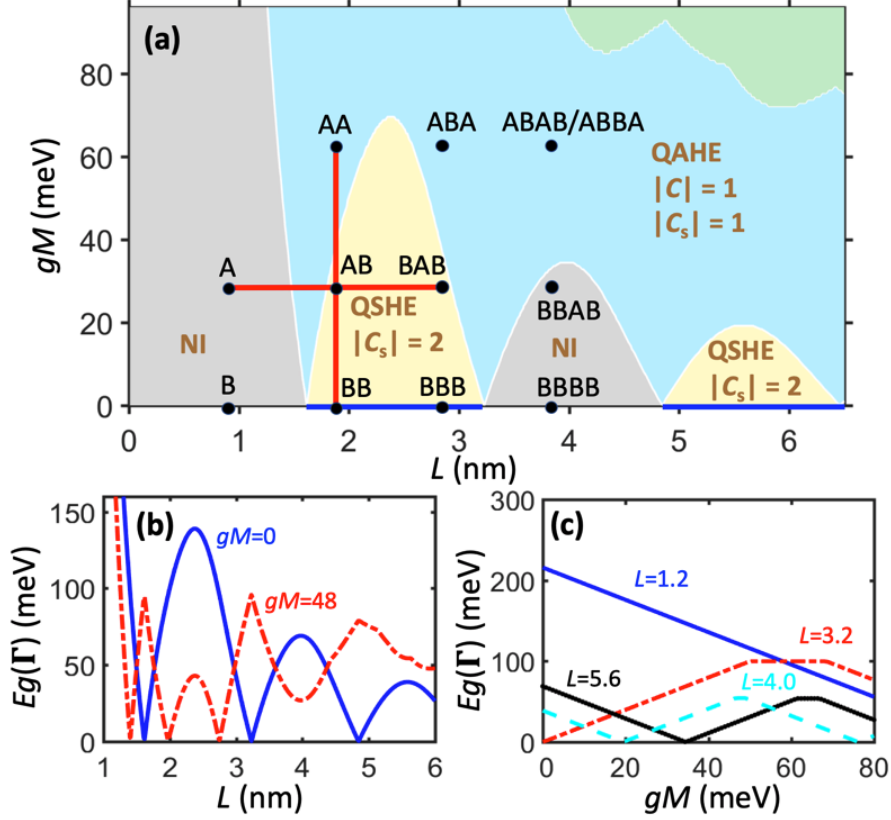 (a)
80
60
40
20
0
gM (meV)
AA
ABA
ABAB/ABBA
QAHE
|C| = 1
|Cs| = 1
A
AB
BAB
QSHE
|Cs| = 2
BBAB
NI
NI
QSHE
|Cs| = 2
B
BB
BBB
BBBB
0
1
2
3
4
5
6
L (nm)
(b)
gM=0
gM=48
150
100
50
0
Eg(Γ) (meV)
1
2
3
4
5
6
L (nm)
(c)
300
200
100
0
Eg(Γ) (meV)
L=1.2
L=3.2
L=5.6
L=4.0
0
20
40
60
80
gM (meV)